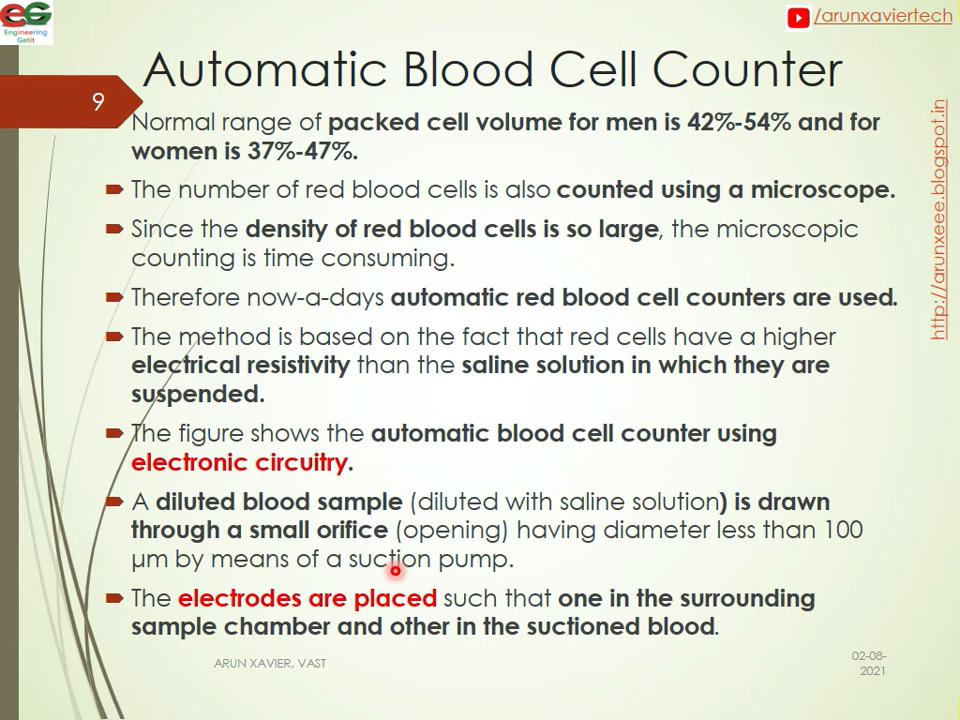 EG
Engineering
Getit
/arunxaviertech
Automatic Blood Cell Counter
9
Normal range of packed cell volume for men is 42%-54% and for
women is 37%-47%.
The number of red blood cells is also counted using a microscope.
Since the density of red blood cells is so large, the microscopic
counting is time consuming.
Therefore now-a-days automatic red blood cell counters are used.
The method is based on the fact that red cells have a higher
electrical resistivity than the saline solution in which they are
suspended.
The figure shows the automatic blood cell counter using
electronic circuitry.
A diluted blood sample (diluted with saline solution) is drawn
through a small orifice (opening) having diameter less than 100
µm by means of a suction pump.
The electrodes are placed such that one in the surrounding
sample chamber and other in the suctioned blood.
ARUN XAVIER, VAST
02-08-
2021
http://arunxeee.blogspot.in